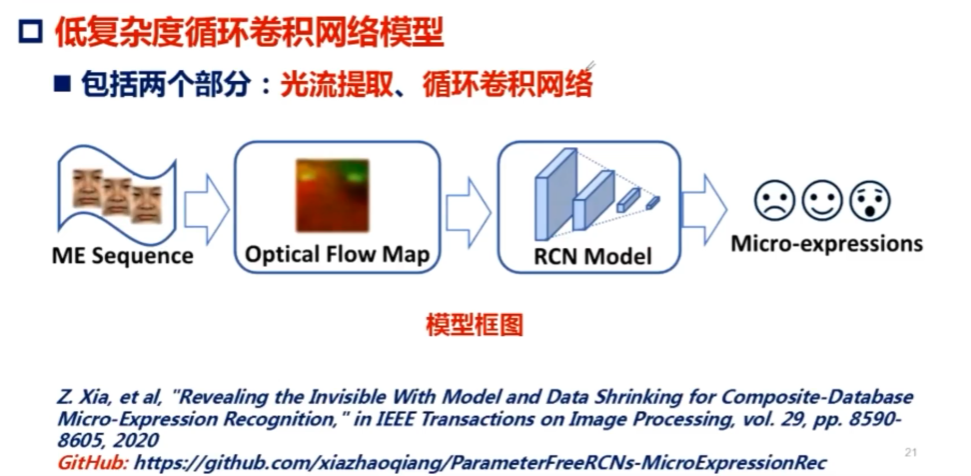 低复杂度循环卷积网络模型
包括两个部分：光流提取、循环卷积网络
ME Sequence
Optical Flow Map
RCN Model
Micro-expressions
模型框图
Z. Xia, et al, "Revealing the Invisible With Model and Data Shrinking for Composite-Database
Micro-Expression Recognition," in IEEE Transactions on Image Processing, vol. 29, pp. 8590-
8605, 2020
GitHub: https://github.com/xiazhaoqiang/ParameterFreeRCNs-MicroExpressionRec
21